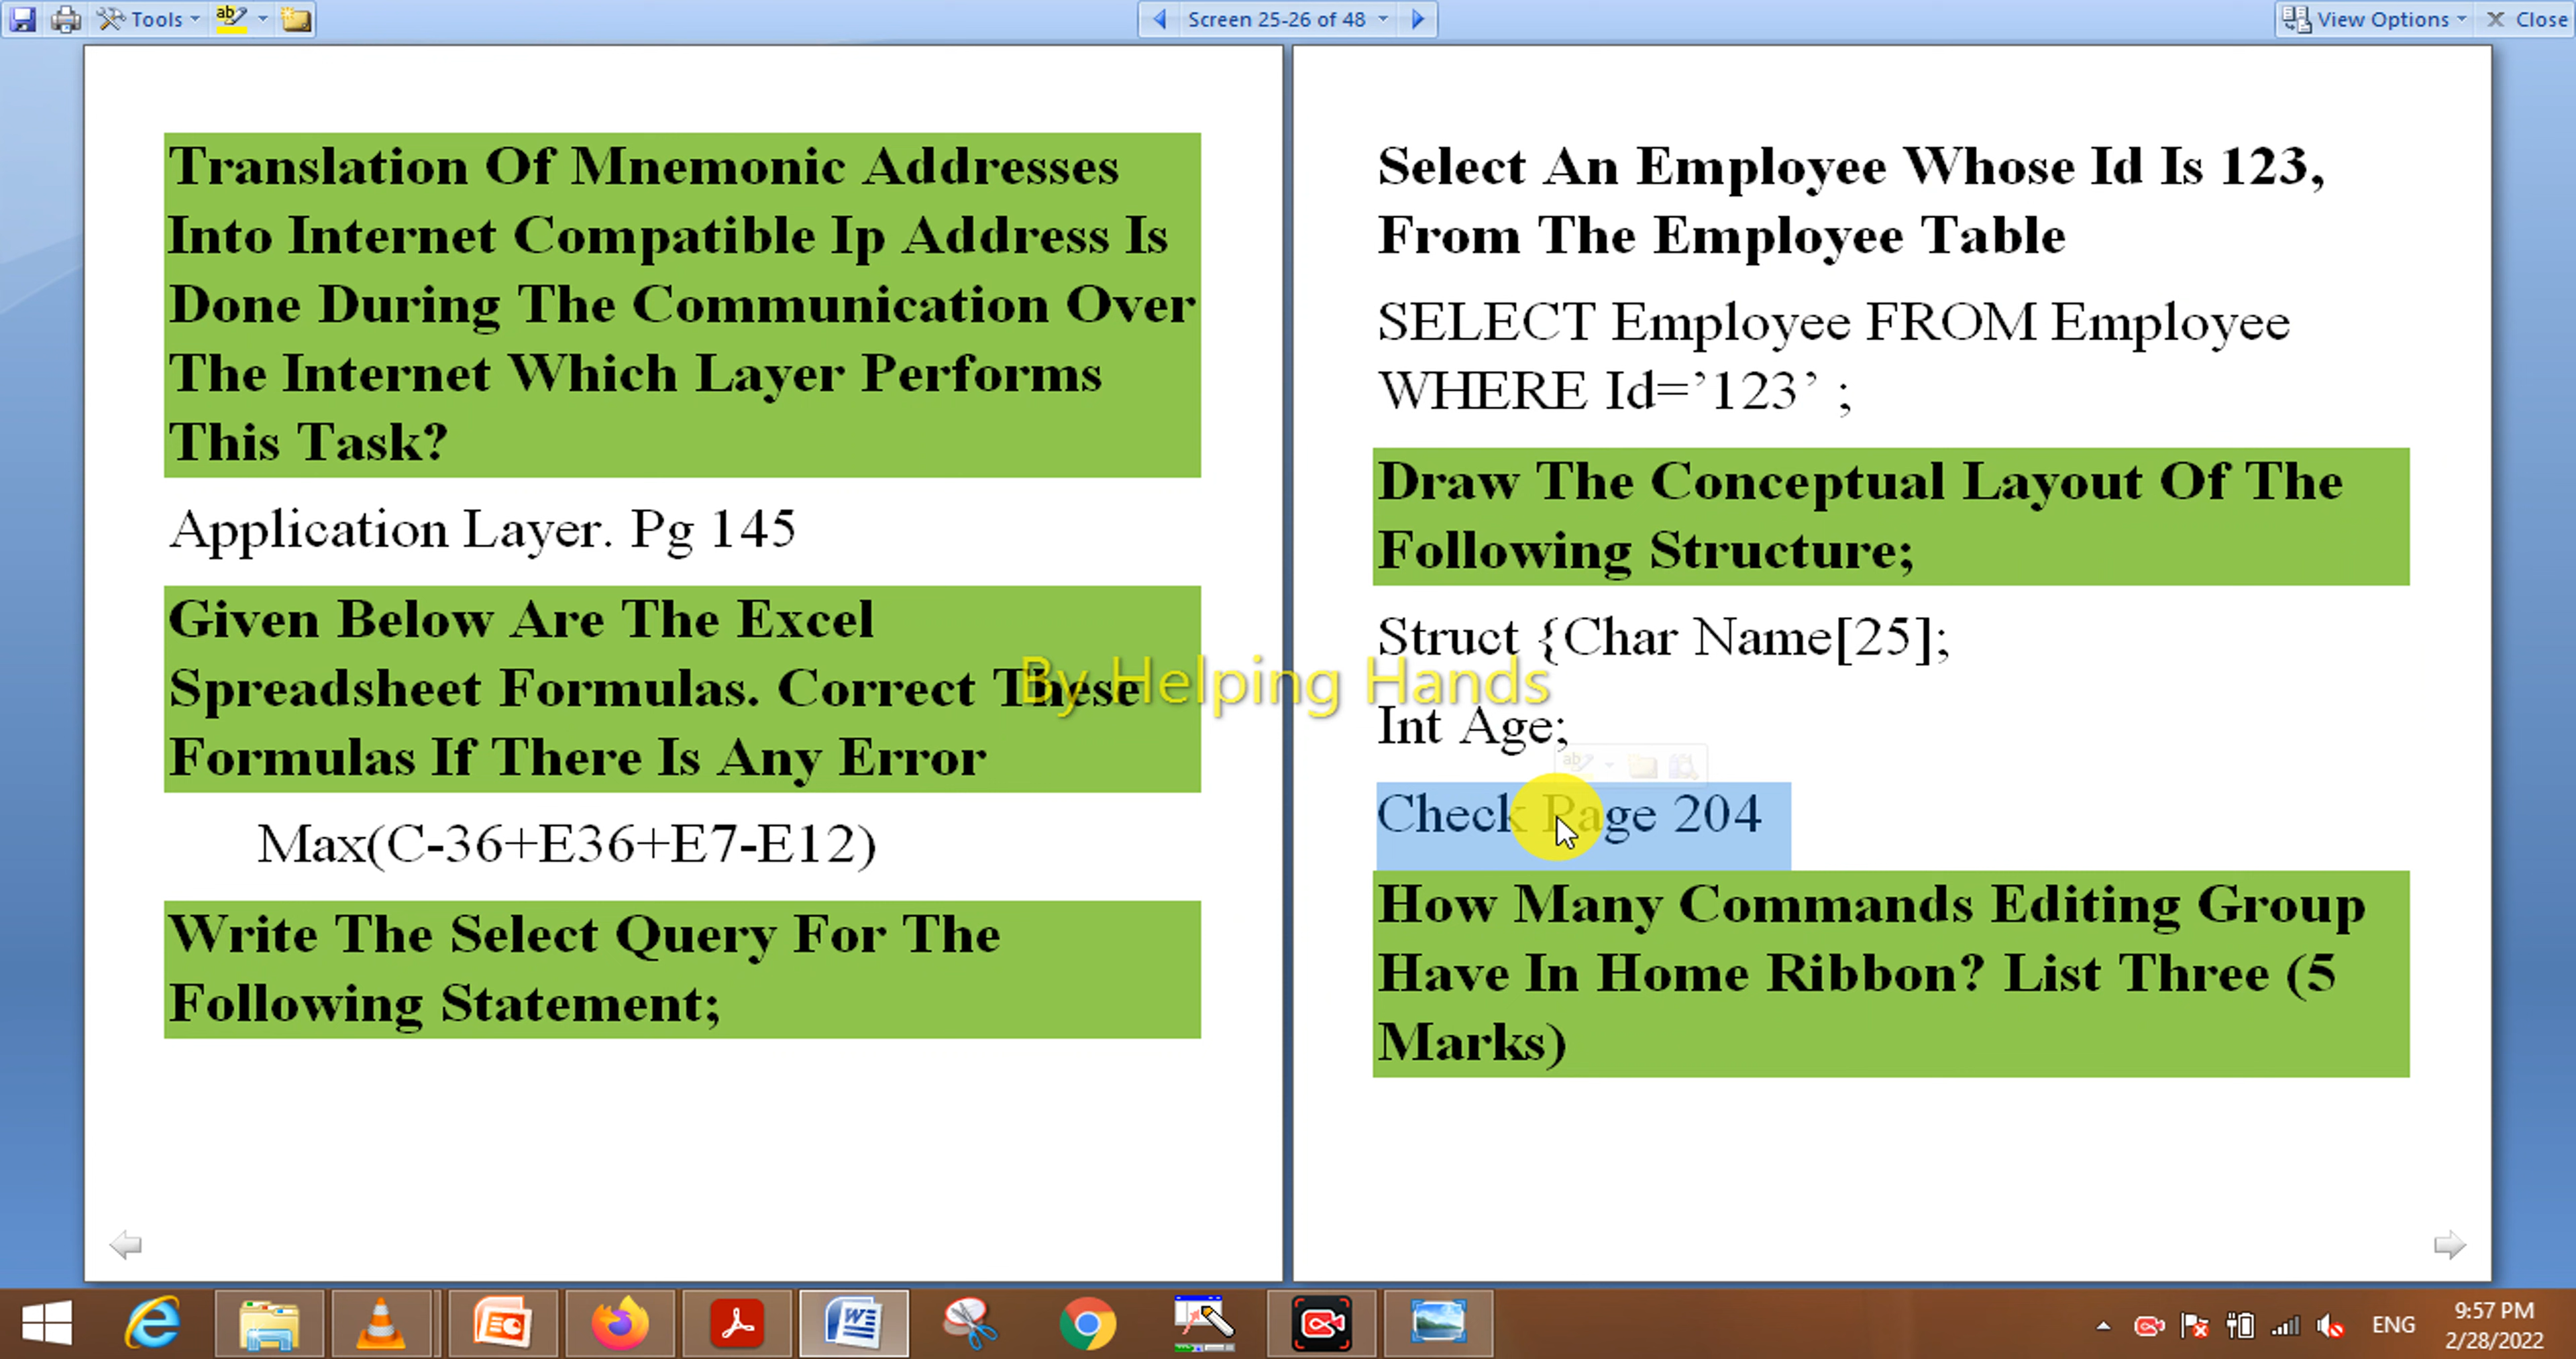 Tools
Screen 25-26 of 48
View Options
Close
Translation Of Mnemonic Addresses
Into Internet Compatible Ip Address Is
Done During The Communication Over
The Internet Which Layer Performs
This Task?
Application Layer. Pg 145
Given Below Are The Excel
Spreadsheet Formulas. Correct These
Formulas If There Is Any Error
Max(C-36+E36+E7-E12)
Write The Select Query For The
Following Statement;
Select An Employee Whose Id Is 123,
From The Employee Table
SELECT Employee FROM Employee
WHERE Id=’123’ ;
Draw The Conceptual Layout Of The
Following Structure;
Struct {Char Name[25];
By Helping Hands
Int Age;
Check Page 204
How Many Commands Editing Group
Have In Home Ribbon? List Three (5
Marks)
ENG
9:57 PM
2/28/2022